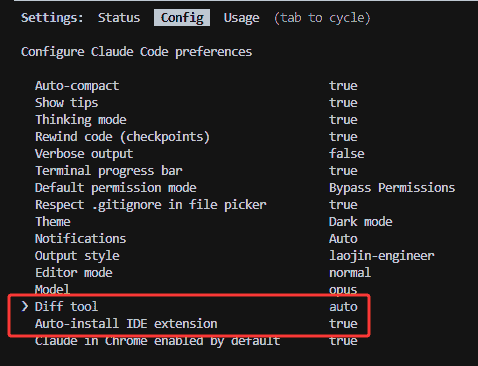 Settings: Status Config Usage (tab to cycle)
Configure Claude Code preferences
Auto-compact true
Show tips true
Thinking mode true
Rewind code (checkpoints) true
Verbose output false
Terminal progress bar true
Default permission mode Bypass Permissions
Respect .gitignore in file picker true
Theme Dark mode
Notifications Auto
Output style laojin-engineer
Editor mode normal
Model opus
❯ Diff tool auto
Auto-install IDE extension true
Claude in Chrome enabled by default true